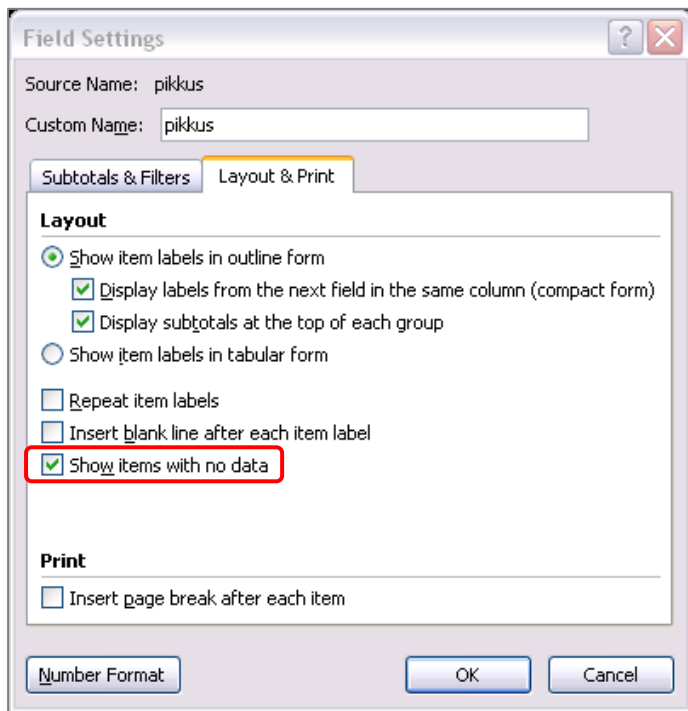 Field Settings
?
Source Name: pikkus
Custom Name: pikkus
Subtotals & Filters Layout & Print
Layout
Show item labels in outline form
Display labels from the next field in the same column (compact form)
Display subtotals at the top of each group
Show item labels in tabular form
Repeat item labels
Insert blank line after each item label
Show items with no data
Print
Insert page break after each item
Number Format OK Cancel